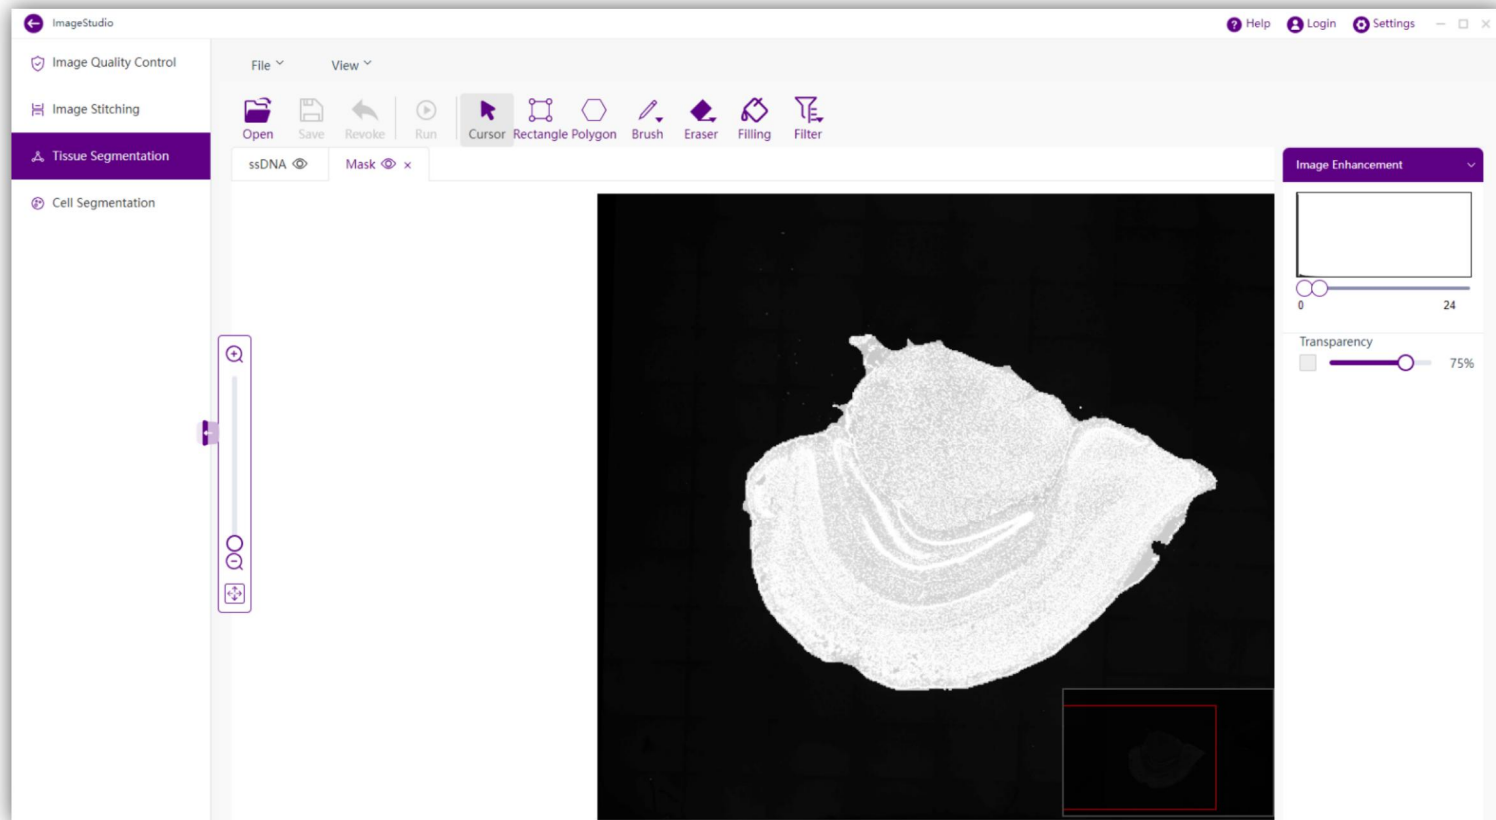 ImageStudio
Help Login Settings
Image Quality Control
Image Stitching
Tissue Segmentation
Cell Segmentation
File View
Open Save Revoke Run Cursor Rectangle Polygon Brush Eraser Filling Filter
ssDNA Mask
Image Enhancement
0 24
Transparency
75%